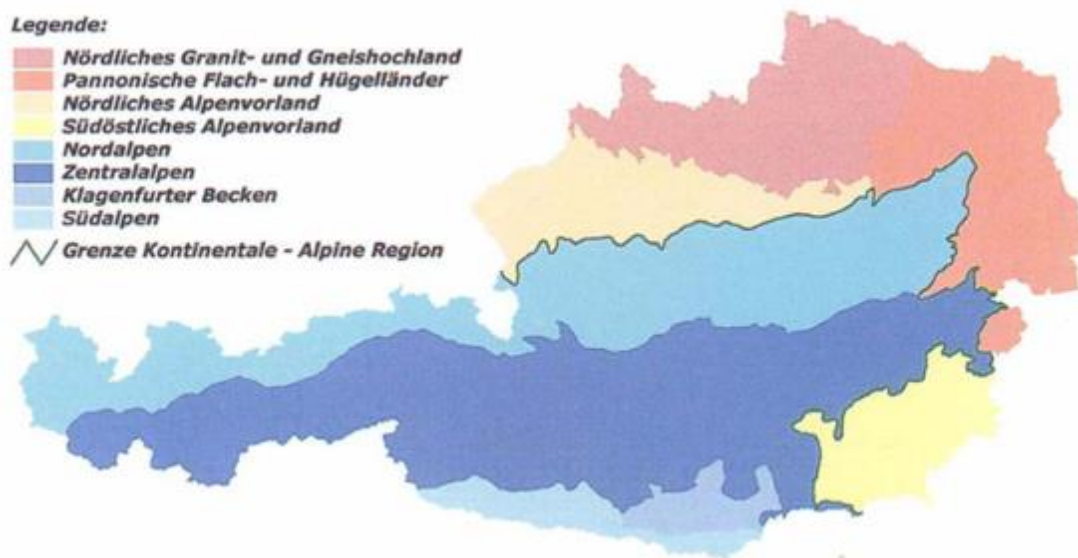 Legende:
Nördliches Granit- und Gneishochland
Pannonische Flach- und Hügelländer
Nördliches Alpenvorland
Südöstliches Alpenvorland
Nordalpen
Zentralalpen
Klagenfurter Becken
Südalpen
Grenze Kontinentale - Alpine Region